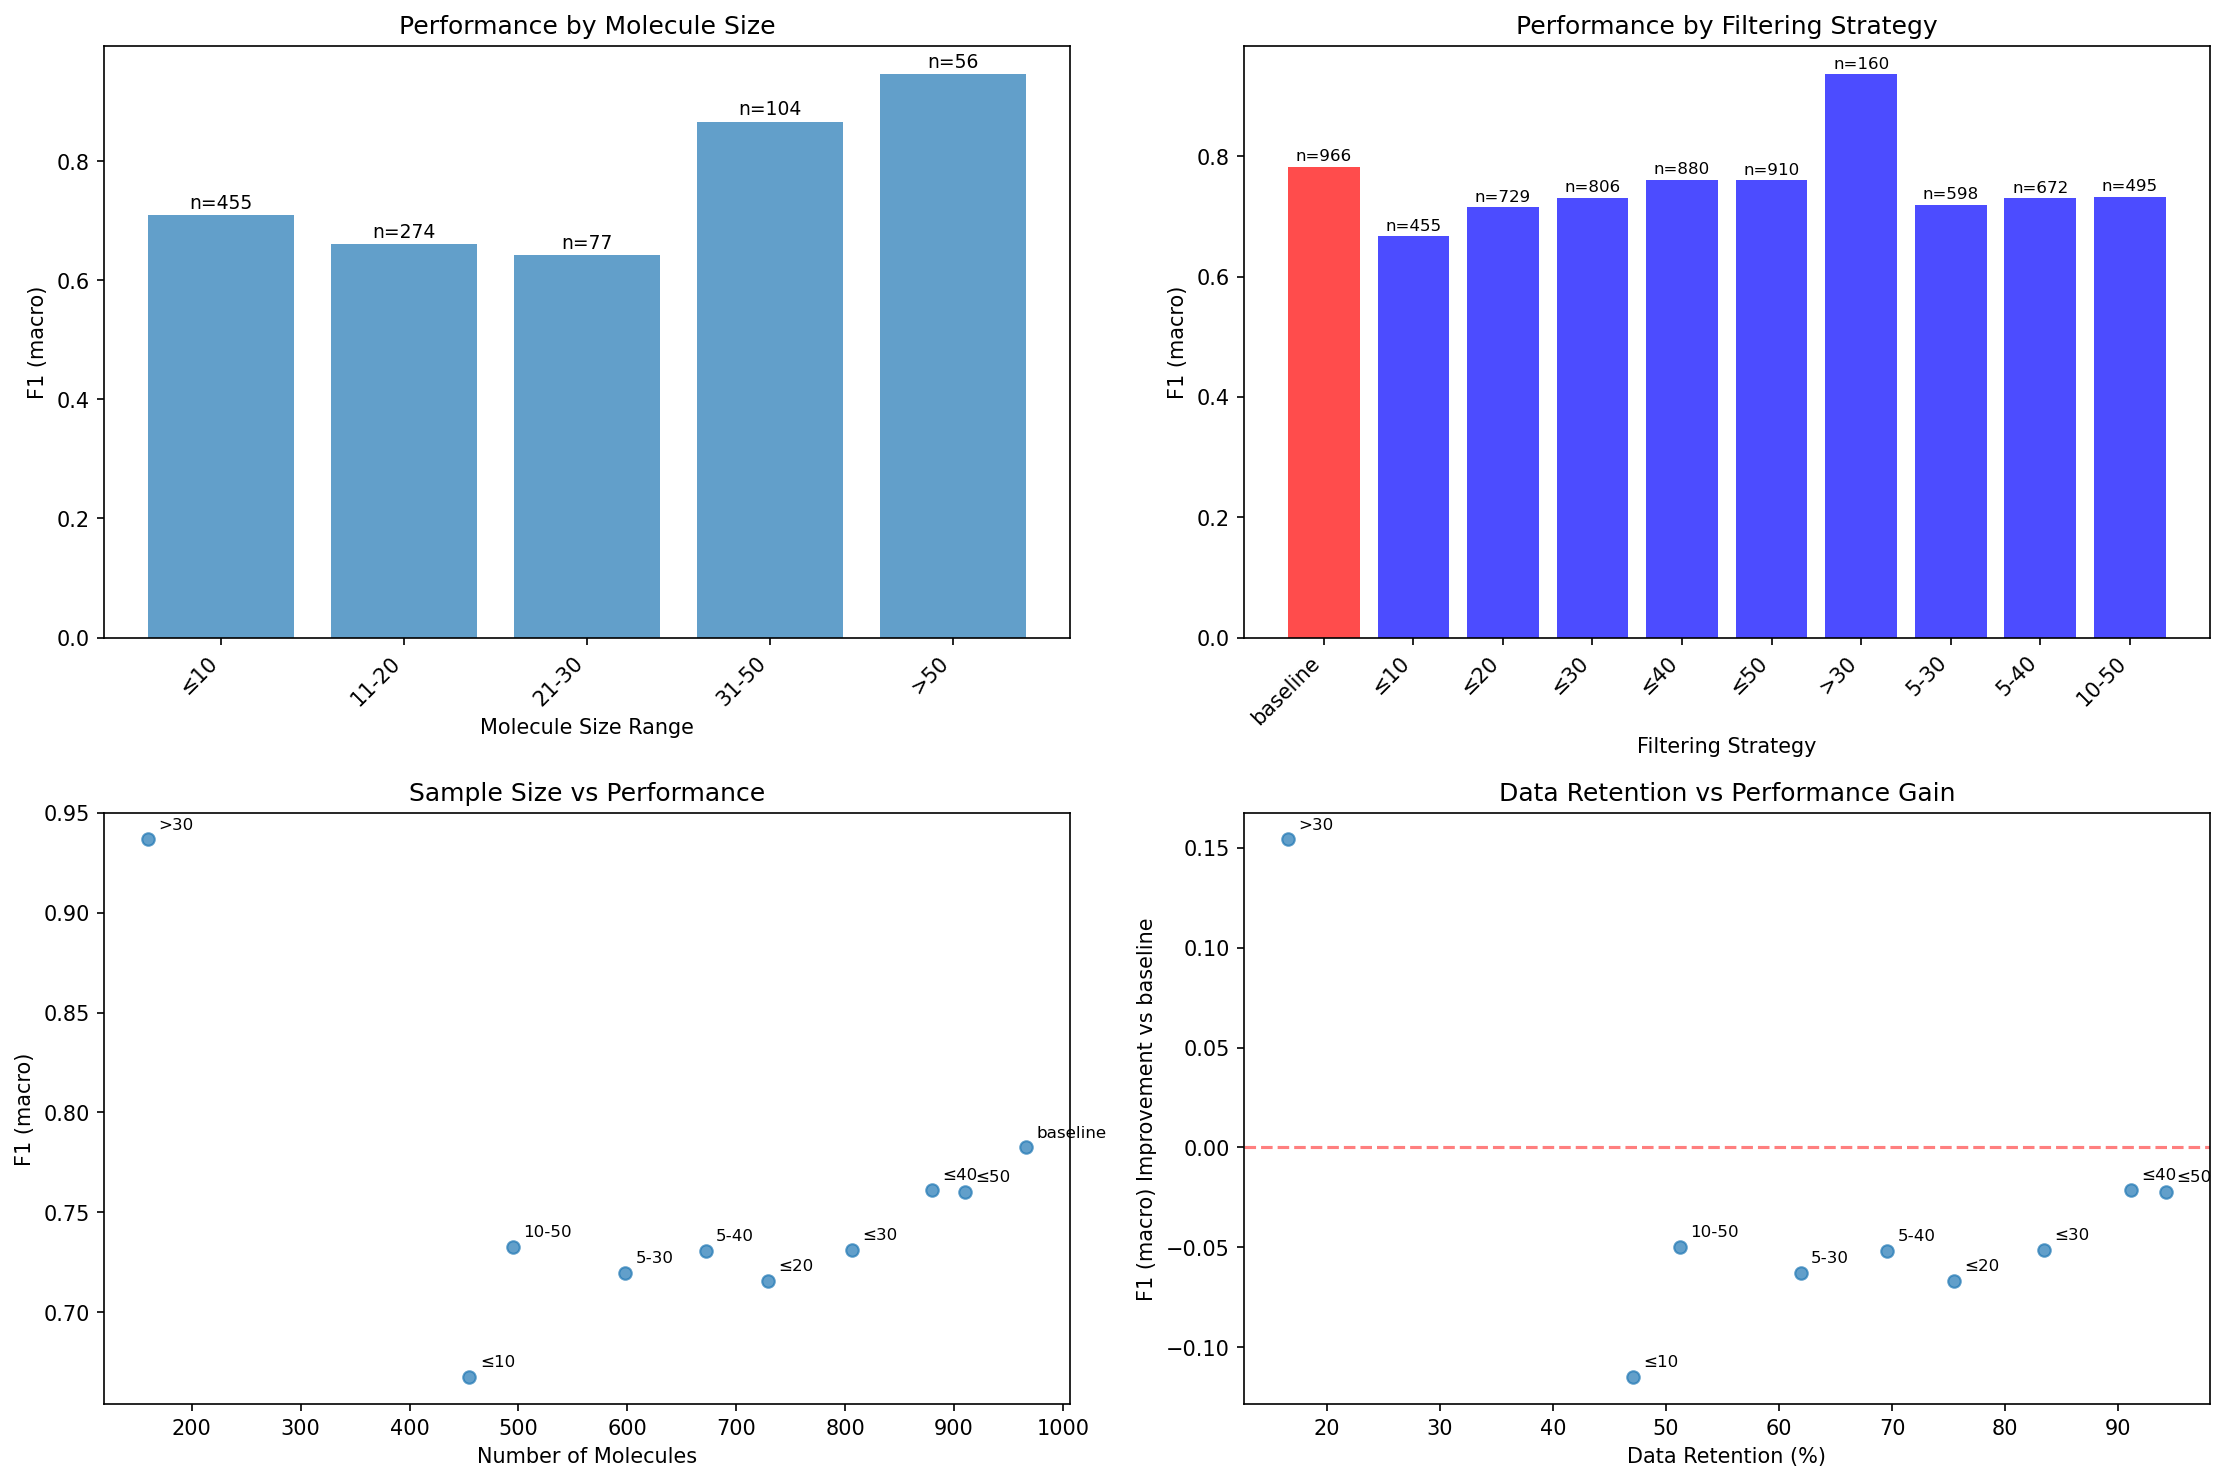 Performance by Molecule Size
F1 (macro)
0.8
0.6
0.4
0.2
0.0
n=455
n=274
n=77
n=104
n=56
≤10
11-20
21-30
31-50
>50
Molecule Size Range
Performance by Filtering Strategy
F1 (macro)
0.8
0.6
0.4
0.2
0.0
n=966
n=455
n=729
n=806
n=880
n=910
n=160
n=598
n=672
n=495
baseline
≤10
≤20
≤30
≤40
≤50
>30
5-30
5-40
10-50
Filtering Strategy
Sample Size vs Performance
F1 (macro)
0.95
0.90
0.85
0.80
0.75
0.70
>30
baseline
≤40
≤50
10-50
5-40
≤30
5-30
≤20
≤10
200 300 400 500 600 700 800 900 1000
Number of Molecules
Data Retention vs Performance Gain
F1 (macro) Improvement vs baseline
0.15
0.10
0.05
0.00
−0.05
−0.10
>30
≤40
≤50
10-50
5-40
≤30
5-30
≤20
≤10
20 30 40 50 60 70 80 90
Data Retention (%)